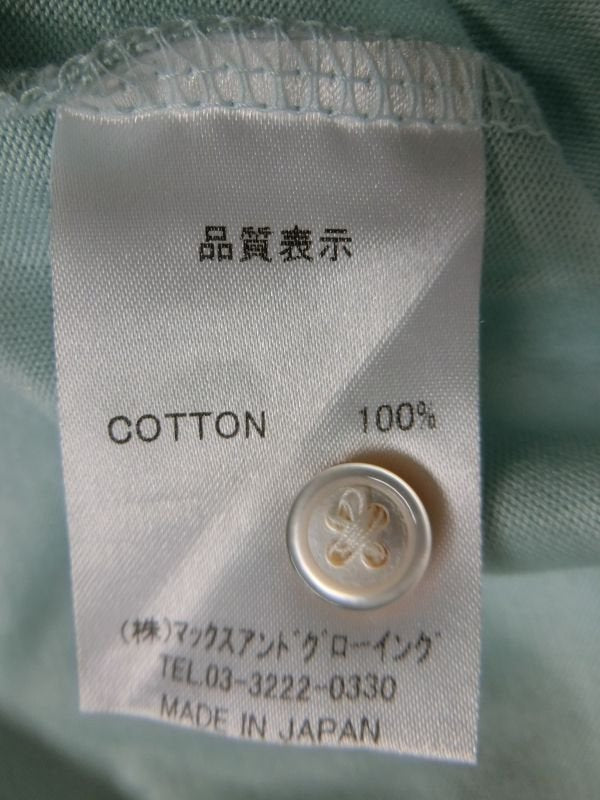 品質表示
COTTON 100%
(株)マックスアンドグローイング
TEL.03-3222-0330
MADE IN JAPAN